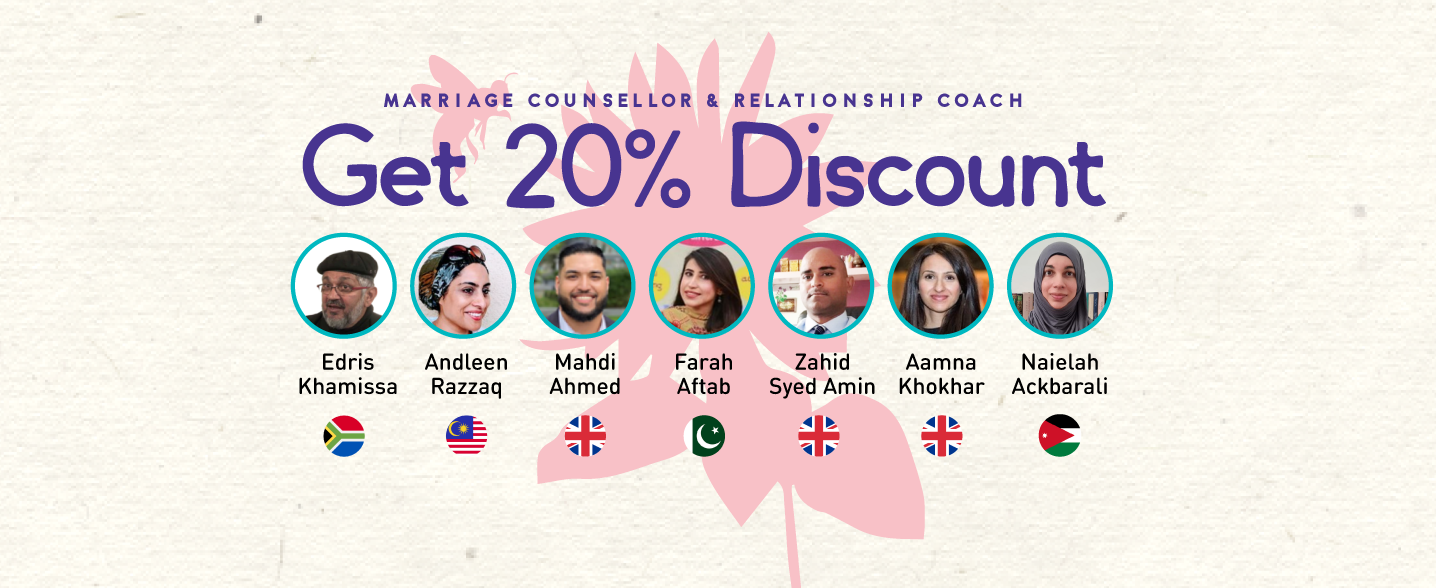 MARRIAGE COUNSELLOR & RELATIONSHIP COACH
Get 20% Discount
Edris
Khamissa
Andleen
Razzaq
Mahdi
Ahmed
Farah
Aftab
Zahid
Syed Amin
Aamna
Khokhar
Naielah
Ackbarali